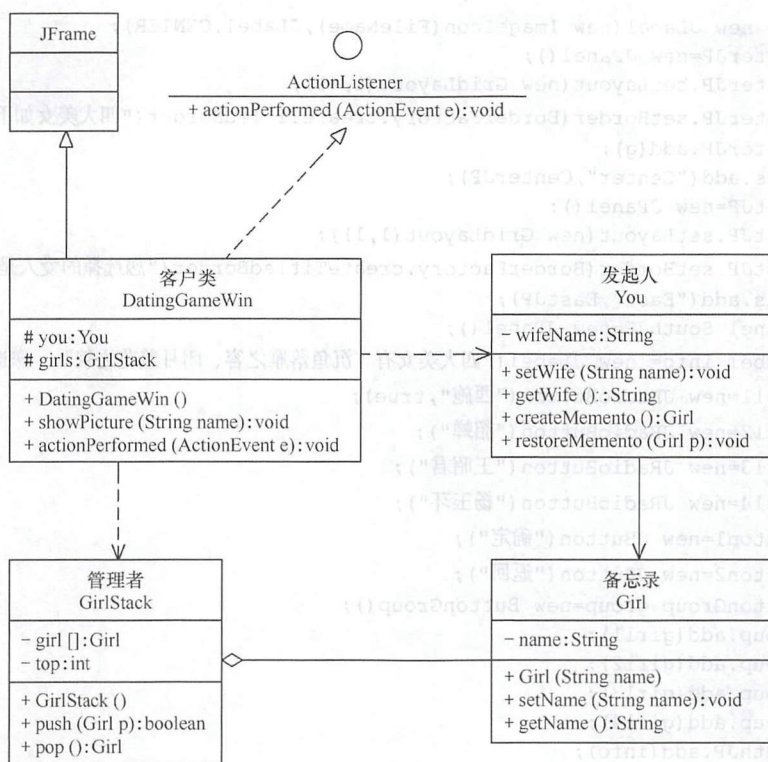 JFrame
ActionListener
+ actionPerformed (ActionEvent e):void
客户类
DatingGameWin
# you:You
# girls:GirlStack
+ DatingGameWin ()
+ showPicture (String name):void
+ actionPerformed (ActionEvent e):void
发起人
You
wifeName:String
+ setWife (String name):void
+ getWife ():String
+ createMemento ():Girl
+ restoreMemento (Girl p):void
管理者
GirlStack
- girl []:Girl
- top:int
+ GirlStack ()
+ push (Girl p):boolean
+ pop ():Girl
备忘录
Girl
- name:String
+ Girl (String name)
+ setName (String name):void
+ getName ():String